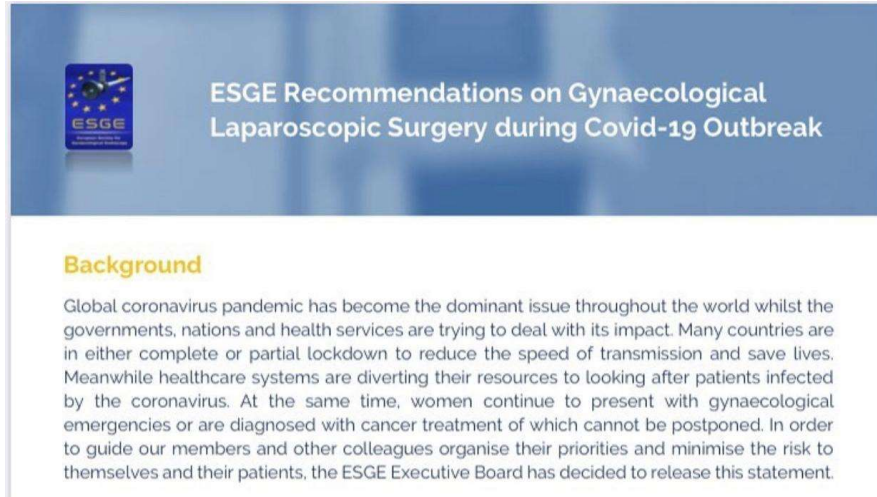 ESGE Recommendations on Gynaecological
Laparoscopic Surgery during Covid-19 Outbreak
ESGE
European Society for
Gynaecological Endoscopy
Background
Global coronavirus pandemic has become the dominant issue throughout the world whilst the
governments, nations and health services are trying to deal with its impact. Many countries are
in either complete or partial lockdown to reduce the speed of transmission and save lives.
Meanwhile healthcare systems are diverting their resources to looking after patients infected
by the coronavirus. At the same time, women continue to present with gynaecological
emergencies or are diagnosed with cancer treatment of which cannot be postponed. In order
to guide our members and other colleagues organise their priorities and minimise the risk to
themselves and their patients, the ESGE Executive Board has decided to release this statement.